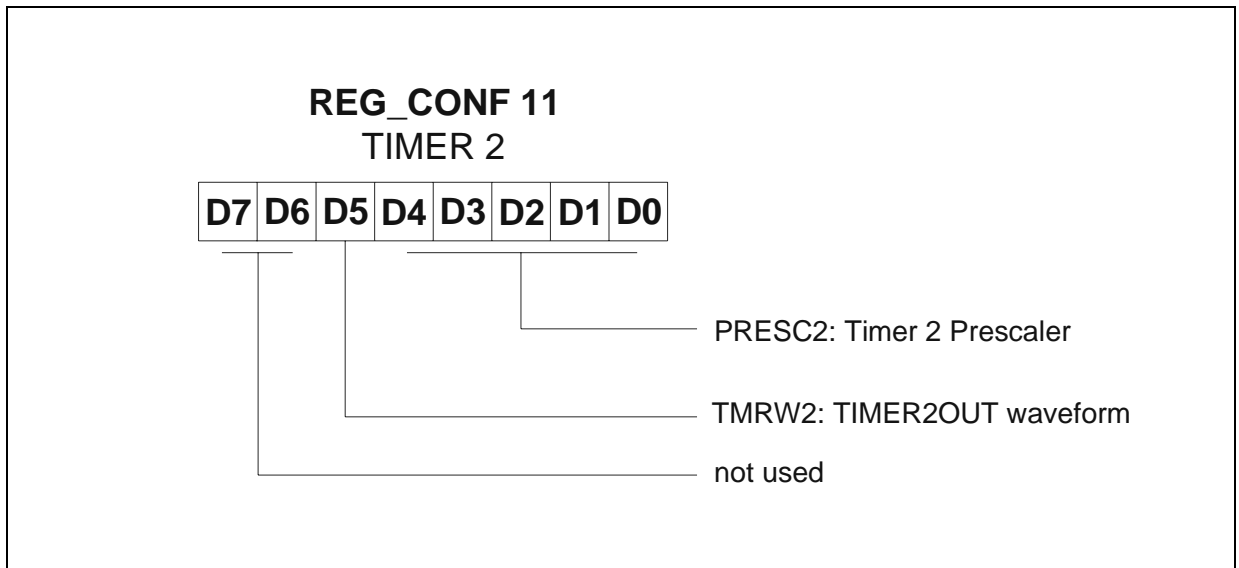 REG_CONF 11
TIMER 2
D7 D6 D5 D4 D3 D2 D1 D0
PRESC2: Timer 2 Prescaler
TMRW2: TIMER2OUT waveform
not used